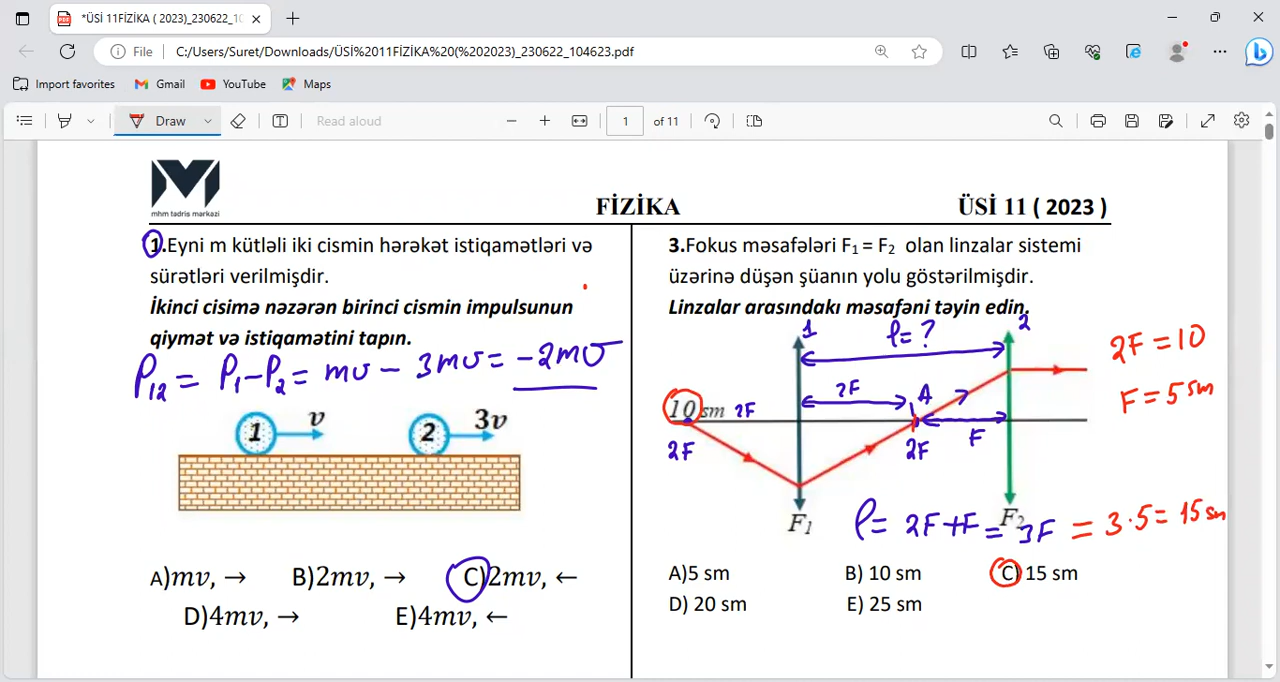 *ÜSİ 11FİZİKA ( 2023)_230622_10
File
C:/Users/Suret/Downloads/ÜSİ%2011FİZİKA%20(%202023)_230622_104623.pdf
Import favorites
Gmail
YouTube
Maps
Draw
Read aloud
1
of 11
M
mhm tədris mərkəzi
FİZİKA
ÜSİ 11 ( 2023 )
1.Eyni m kütləli iki cismin hərəkət istiqamətləri və
sürətləri verilmişdir.
İkinci cisimə nəzərən birinci cismin impulsunun
qiymət və istiqamətini tapın.
P₁₂ = P₁-P₂ = mυ - 3mυ = -2mυ
1
v
2
3v
A)mv, →
B)2mv, →
C)2mv, ←
D)4mv, →
E)4mv, ←
3.Fokus məsafələri F₁ = F₂ olan linzalar sistemi
üzərinə düşən şüanın yolu göstərilmişdir.
Linzalar arasındakı məsafəni təyin edin.
1
ℓ=?
2
2F = 10
F = 5 sm
2F
A
10 sm
2F
2F
2F
F
F₁
F₂
ℓ = 2F+F = 3F = 3·5 = 15 sm
A)5 sm
B) 10 sm
C) 15 sm
D) 20 sm
E) 25 sm